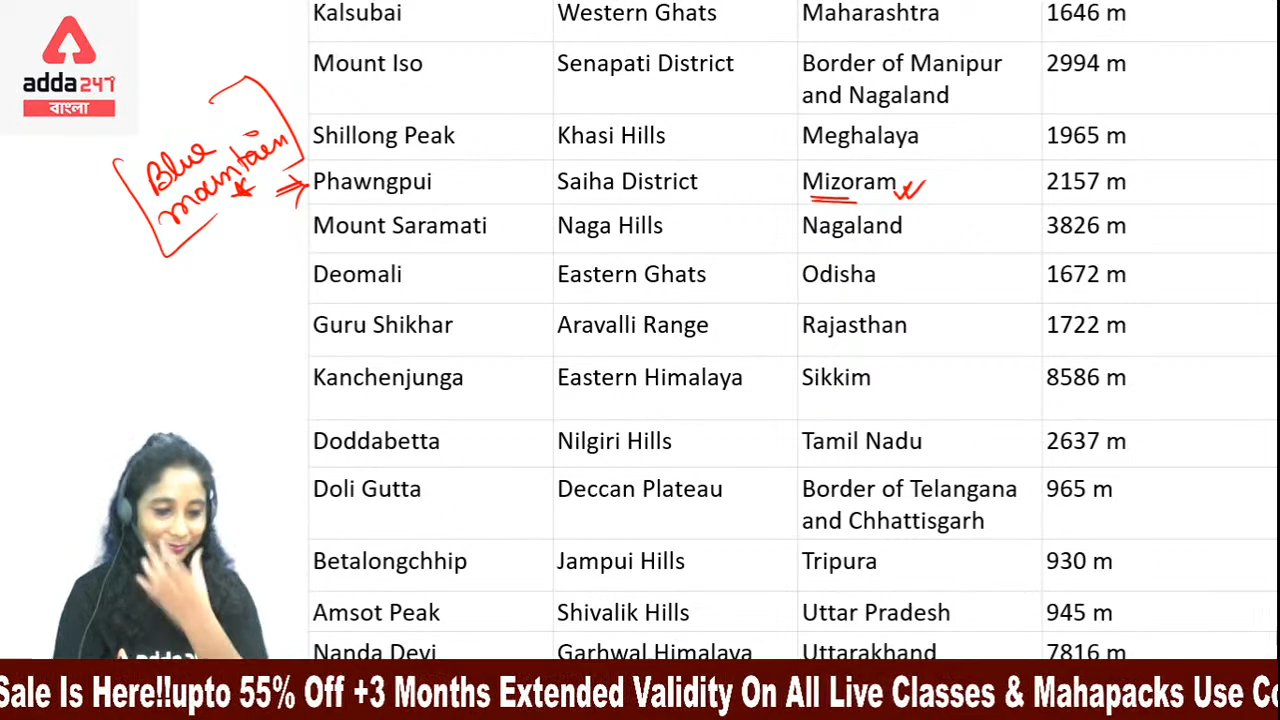 adda247
বাংলা
Kalsubai Western Ghats Maharashtra 1646 m
Mount Iso Senapati District Border of Manipur 2994 m
and Nagaland
Shillong Peak Khasi Hills Meghalaya 1965 m
Blue
mountain
Phawngpui Saiha District Mizoram 2157 m
Mount Saramati Naga Hills Nagaland 3826 m
Deomali Eastern Ghats Odisha 1672 m
Guru Shikhar Aravalli Range Rajasthan 1722 m
Kanchenjunga Eastern Himalaya Sikkim 8586 m
Doddabetta Nilgiri Hills Tamil Nadu 2637 m
Doli Gutta Deccan Plateau Border of Telangana 965 m
and Chhattisgarh
Betalongchhip Jampui Hills Tripura 930 m
Amsot Peak Shivalik Hills Uttar Pradesh 945 m
Nanda Devi Garhwal Himalaya Uttarakhand 7816 m
Sale Is Here!!upto 55% Off +3 Months Extended Validity On All Live Classes & Mahapacks Use